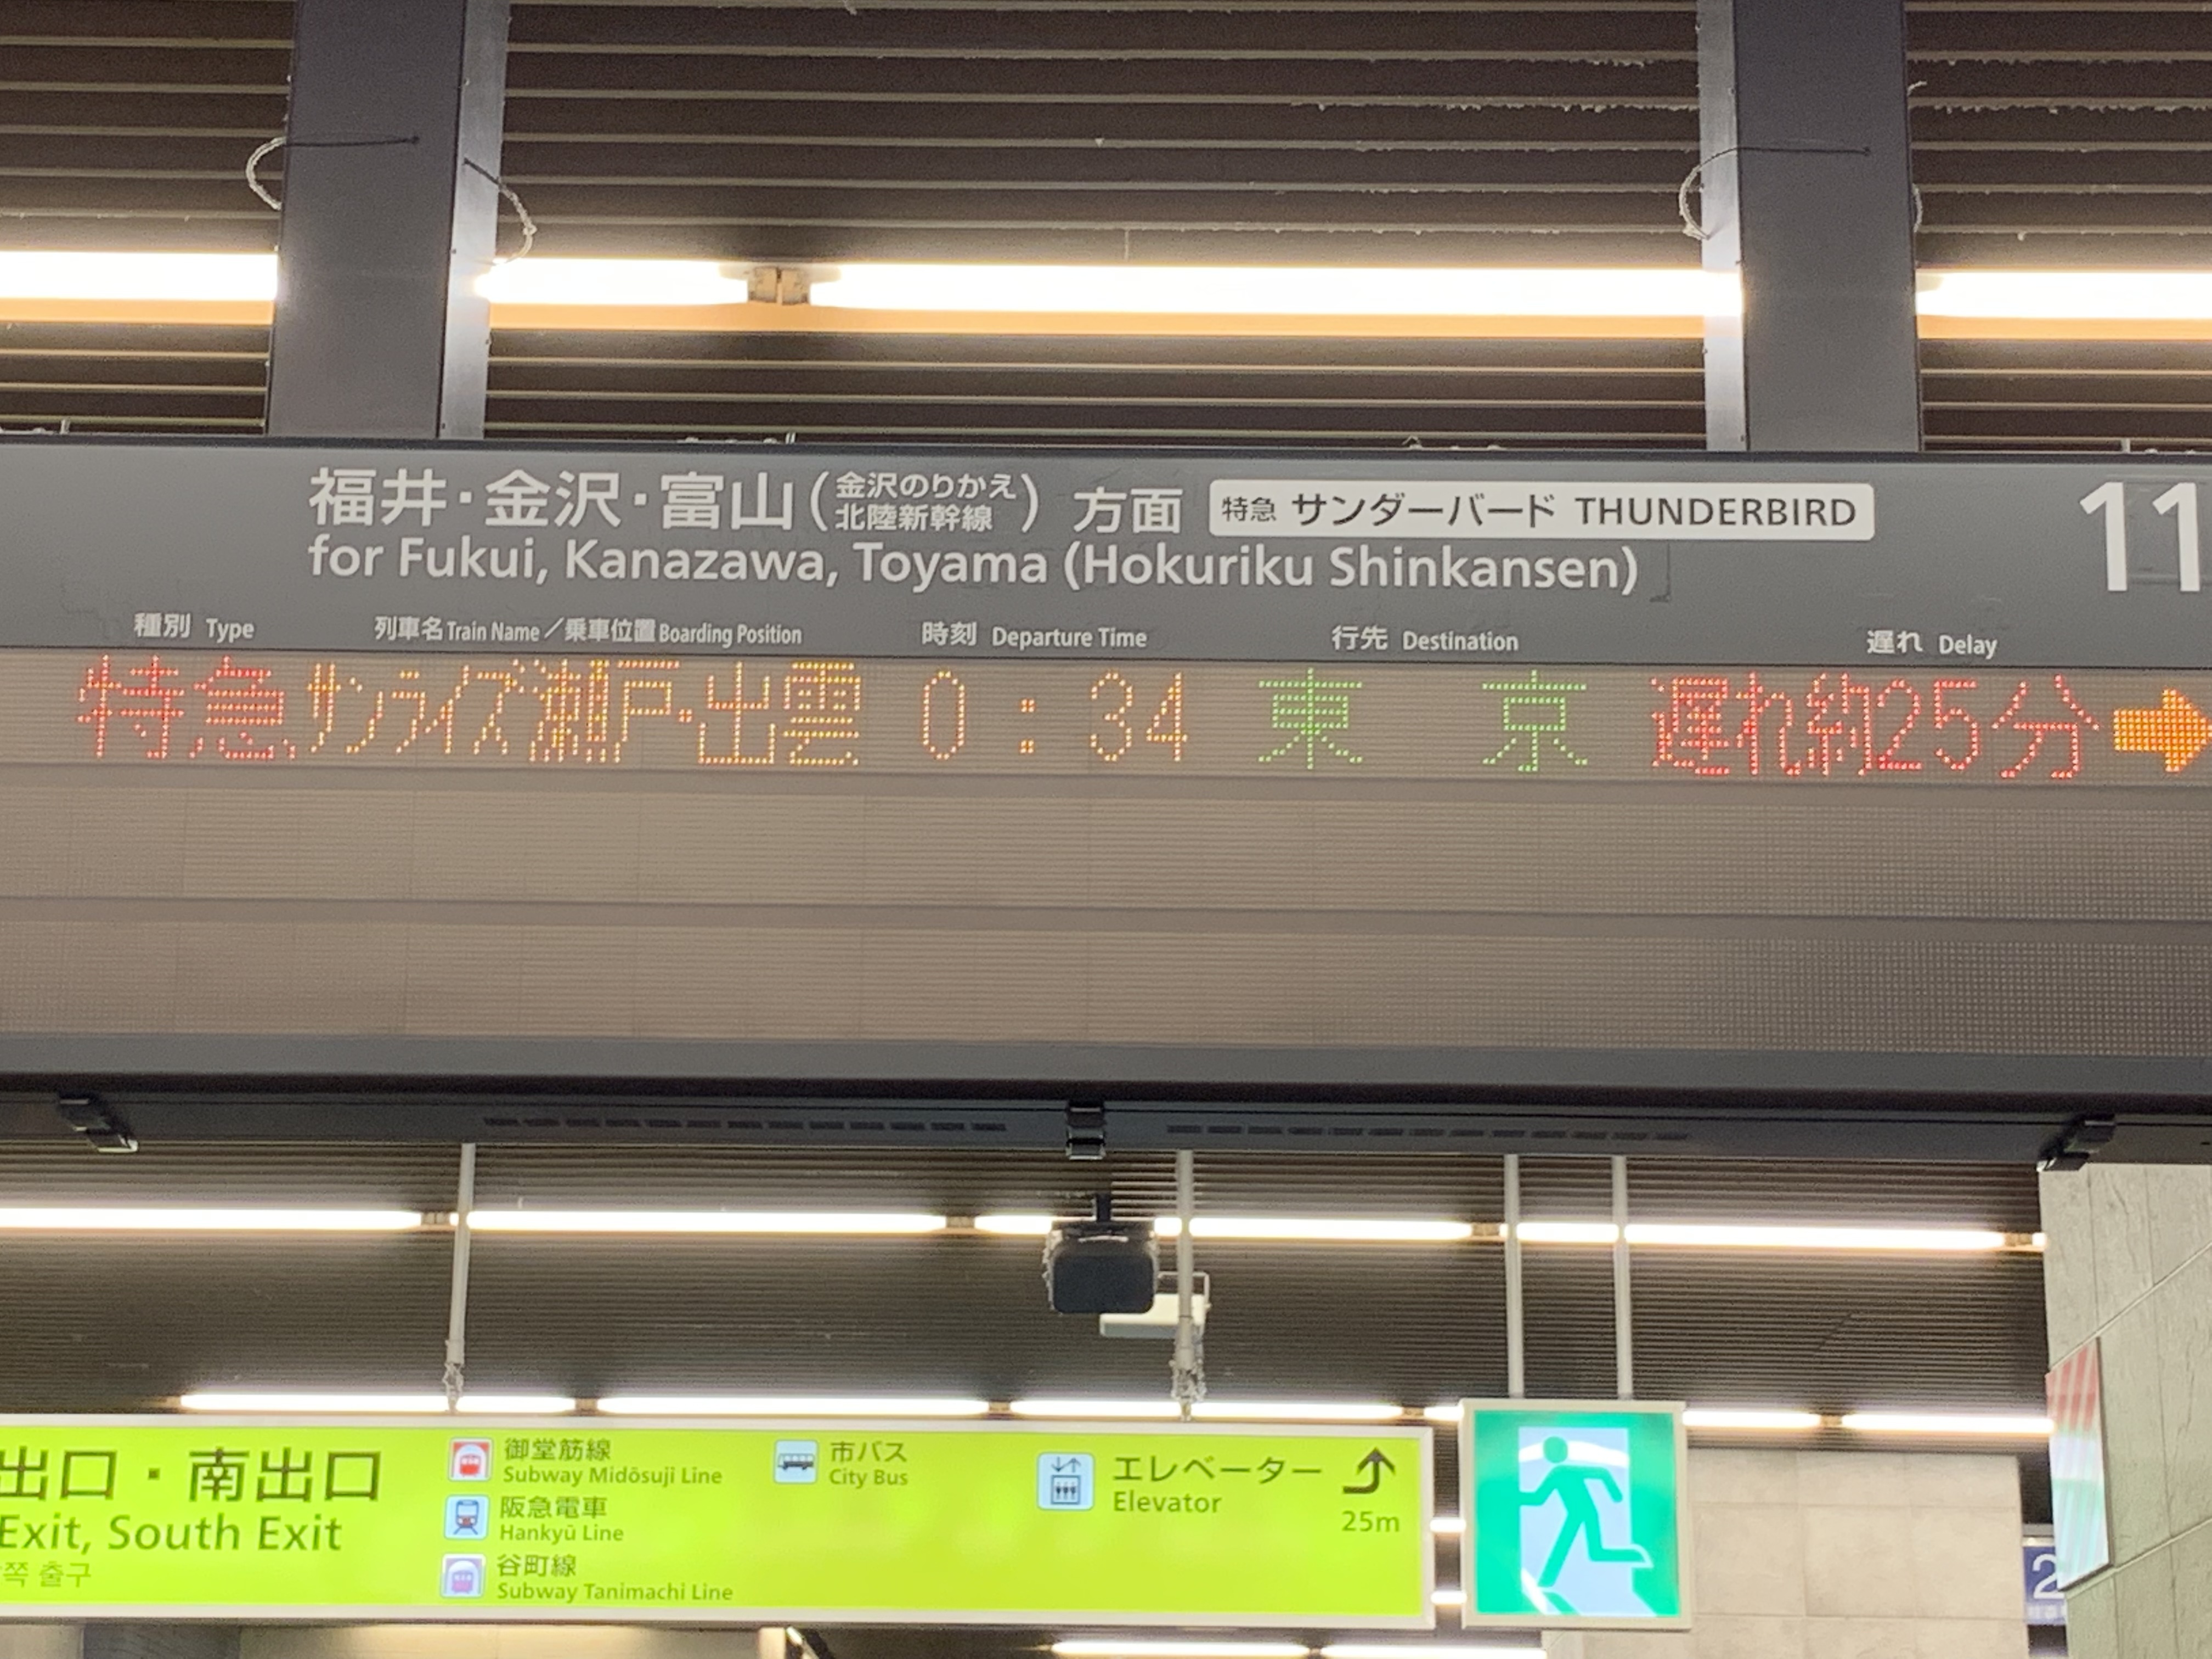 福井・金沢・富山(金沢のりかえ 北陸新幹線)方面 特急 サンダーバード THUNDERBIRD 11
for Fukui, Kanazawa, Toyama (Hokuriku Shinkansen)
種別 Type 列車名 Train Name／乗車位置 Boarding Position 時刻 Departure Time 行先 Destination 遅れ Delay
特急 サンライズ瀬戸・出雲 0:34 東京 遅れ約25分
出口・南出口
Exit, South Exit
쪽 출구
御堂筋線
Subway Midōsuji Line
阪急電車
Hankyū Line
谷町線
Subway Tanimachi Line
市バス
City Bus
エレベーター
Elevator
25m
2